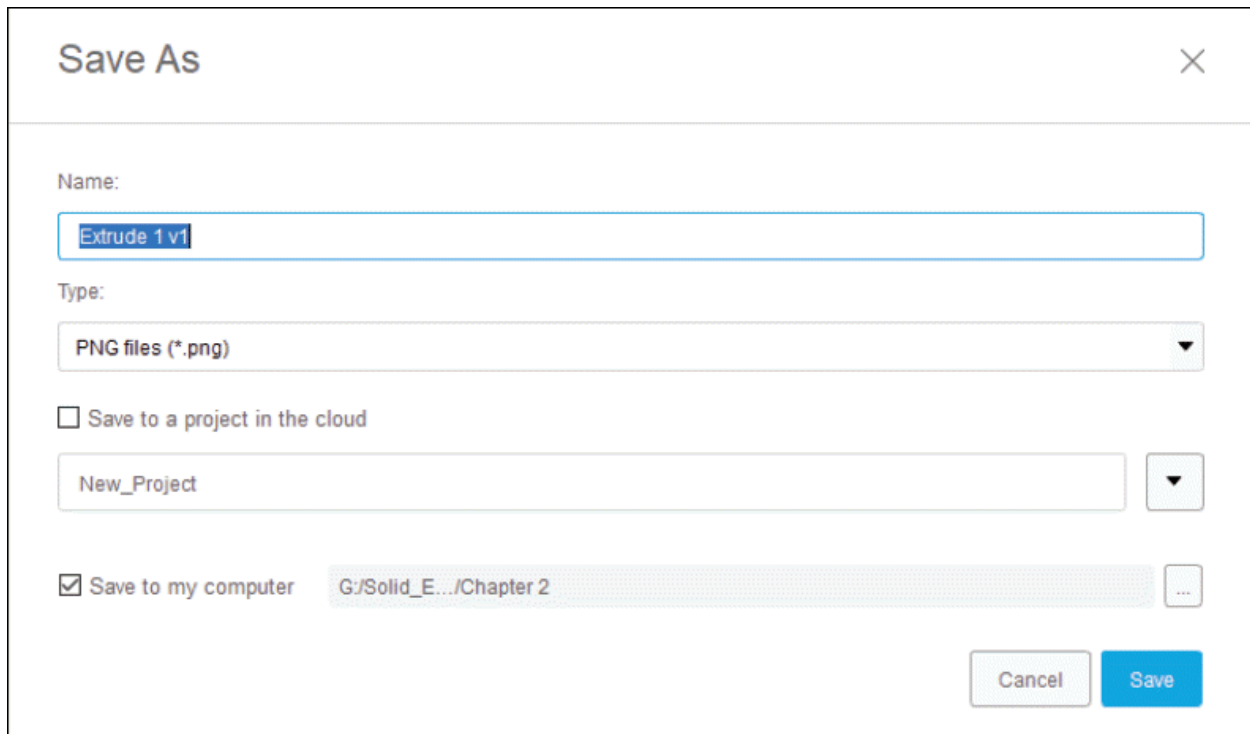 Save As
Name:
Extrude 1 v1
Type:
PNG files (*.png)
Save to a project in the cloud
New_Project
Save to my computer G:/Solid_E.../Chapter 2 ...
Cancel Save